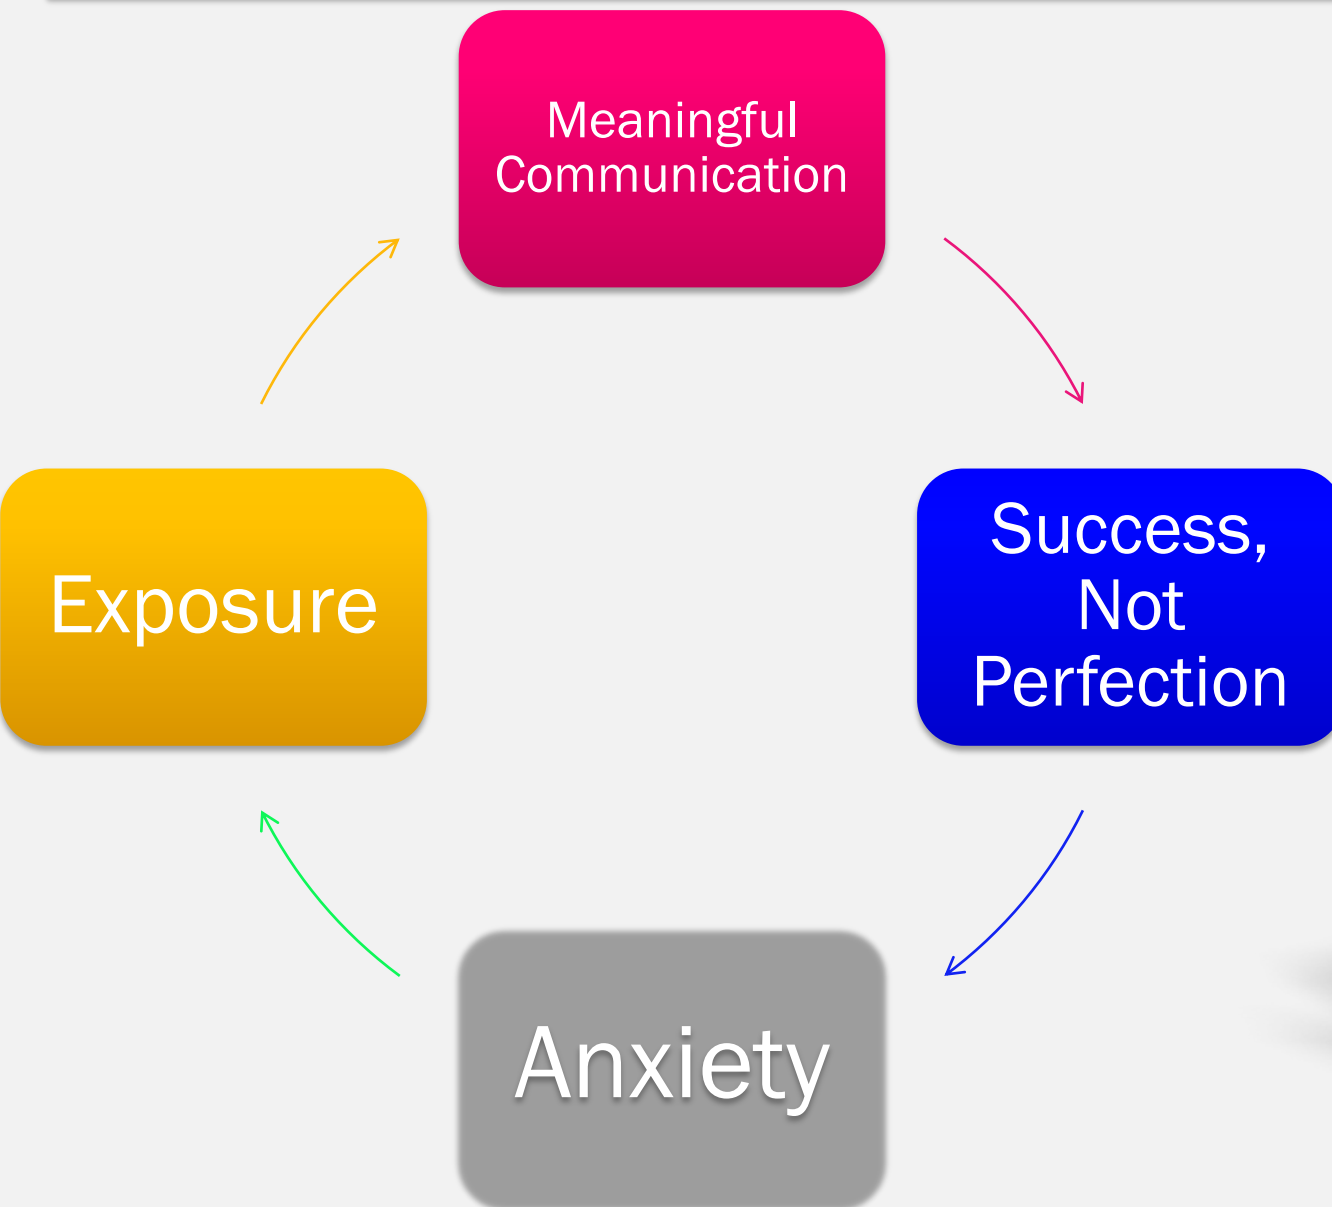 Meaningful
Communication
Exposure
Success,
Not
Perfection
Anxiety